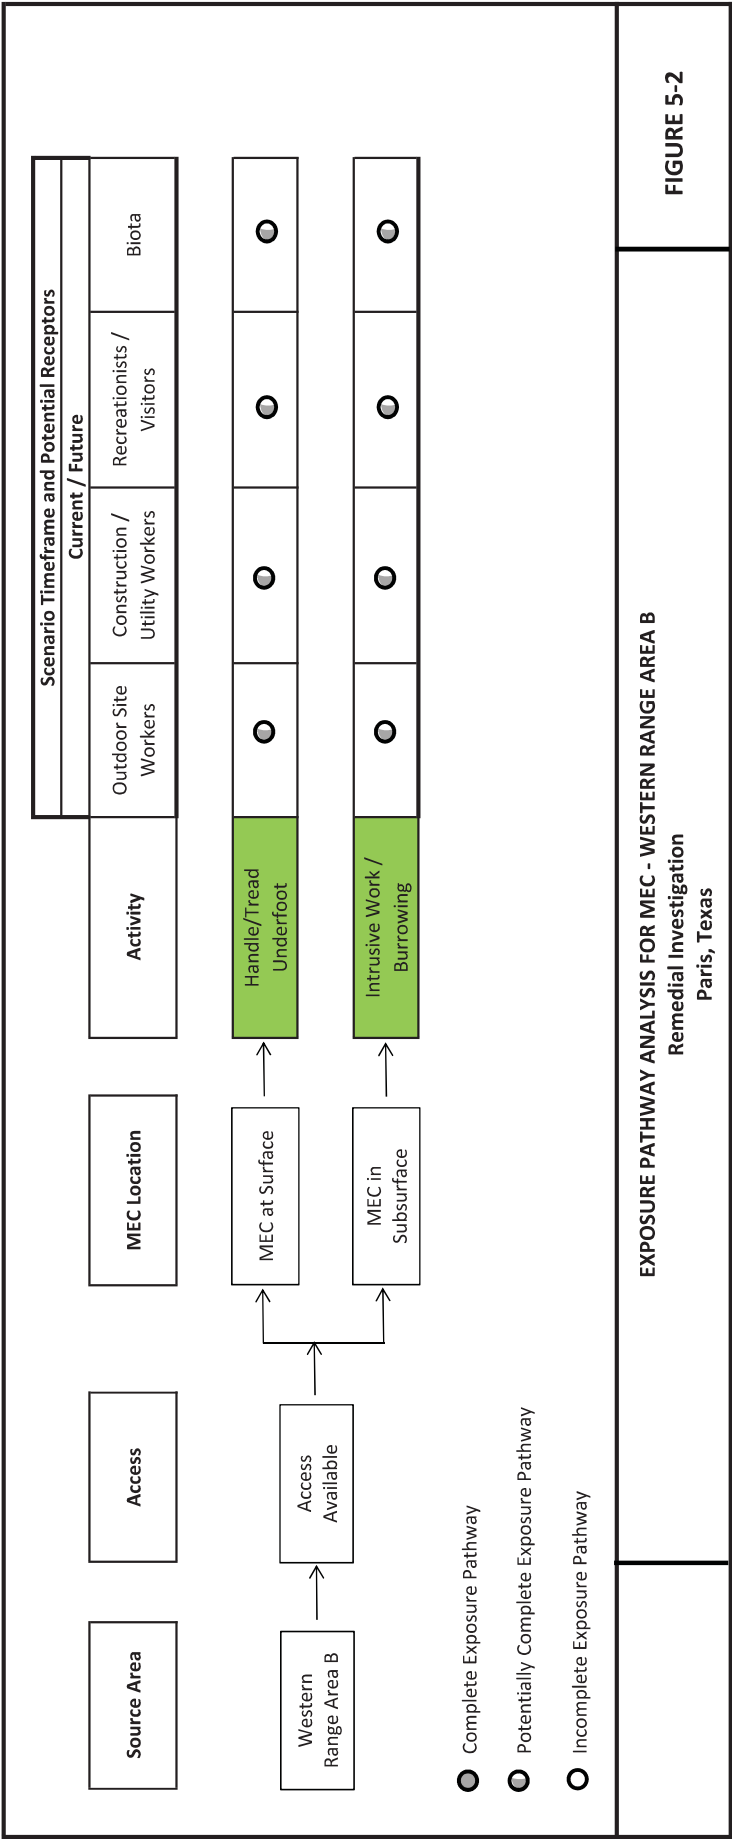 Scenario Timeframe and Potential Receptors
Current / Future
Source Area
Access
MEC Location
Activity
Outdoor Site
Workers
Construction /
Utility Workers
Recreationists /
Visitors
Biota
Western
Range Area B
Access
Available
MEC at Surface
Handle/Tread
Underfoot
MEC in
Subsurface
Intrusive Work /
Burrowing
Complete Exposure Pathway
Potentially Complete Exposure Pathway
Incomplete Exposure Pathway
EXPOSURE PATHWAY ANALYSIS FOR MEC - WESTERN RANGE AREA B
Remedial Investigation
Paris, Texas
FIGURE 5-2